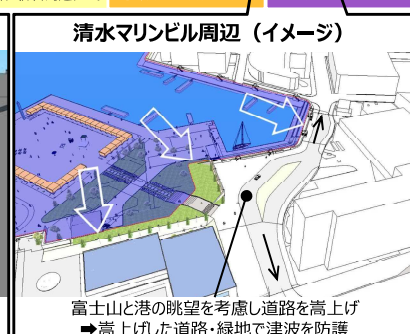 清水マリンビル周辺（イメージ）
富士山と港の眺望を考慮し道路を嵩上げ
➡嵩上げした道路・緑地で津波を防護